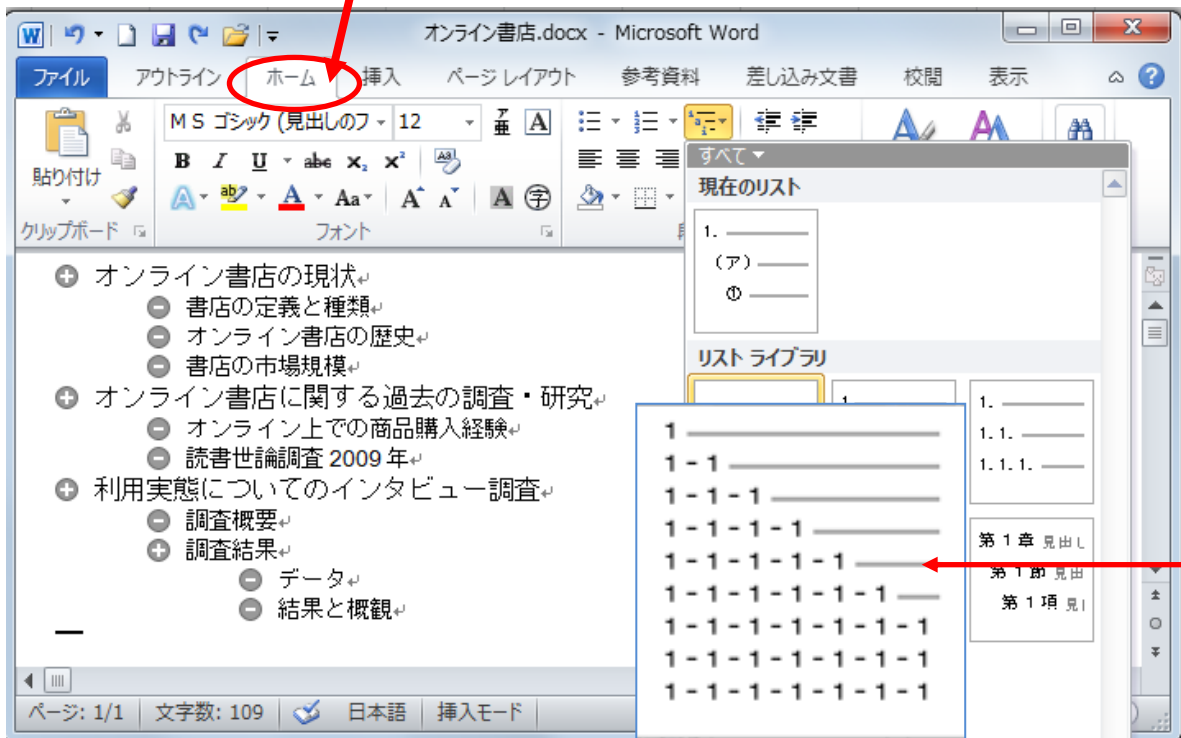 オンライン書店.docx - Microsoft Word
ファイル アウトライン ホーム 挿入 ページ レイアウト 参考資料 差し込み文書 校閲 表示
ＭＳ ゴシック (見出しのフ 12
貼り付け
クリップボード フォント
すべて
現在のリスト
1.
(ア)
①
リスト ライブラリ
1.
1.1.
1.1.1.
第 1 章 見出し
第 1 節 見出
第 1 項 見
1
1 - 1
1 - 1 - 1
1 - 1 - 1 - 1
1 - 1 - 1 - 1 - 1
1 - 1 - 1 - 1 - 1 - 1
1 - 1 - 1 - 1 - 1 - 1 - 1
1 - 1 - 1 - 1 - 1 - 1 - 1
1 - 1 - 1 - 1 - 1 - 1 - 1
オンライン書店の現状
書店の定義と種類
オンライン書店の歴史
書店の市場規模
オンライン書店に関する過去の調査・研究
オンライン上での商品購入経験
読書世論調査 2009 年
利用実態についてのインタビュー調査
調査概要
調査結果
データ
結果と概観
ページ: 1/1 文字数: 109 日本語 挿入モード